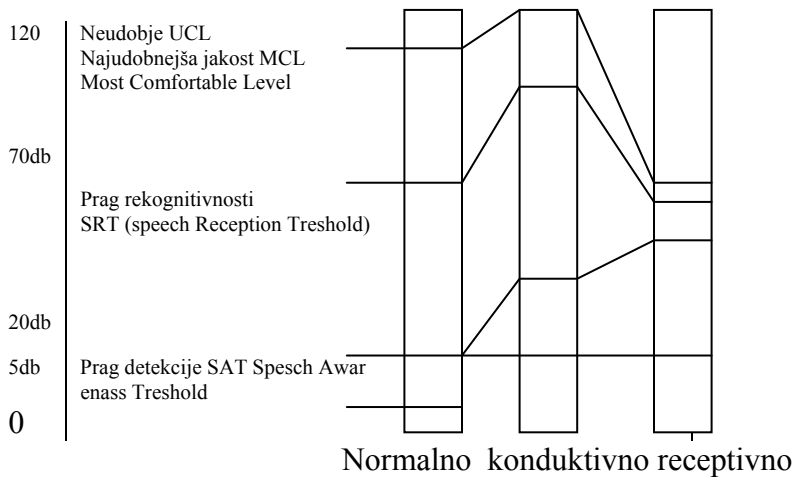 120
Neudobje UCL
Najudobnejša jakost MCL
Most Comfortable Level
70db
Prag rekognitivnosti
SRT (speech Reception Treshold)
20db
5db
Prag detekcije SAT Spesch Awar
enass Treshold
0
Normalno konduktivno receptivno